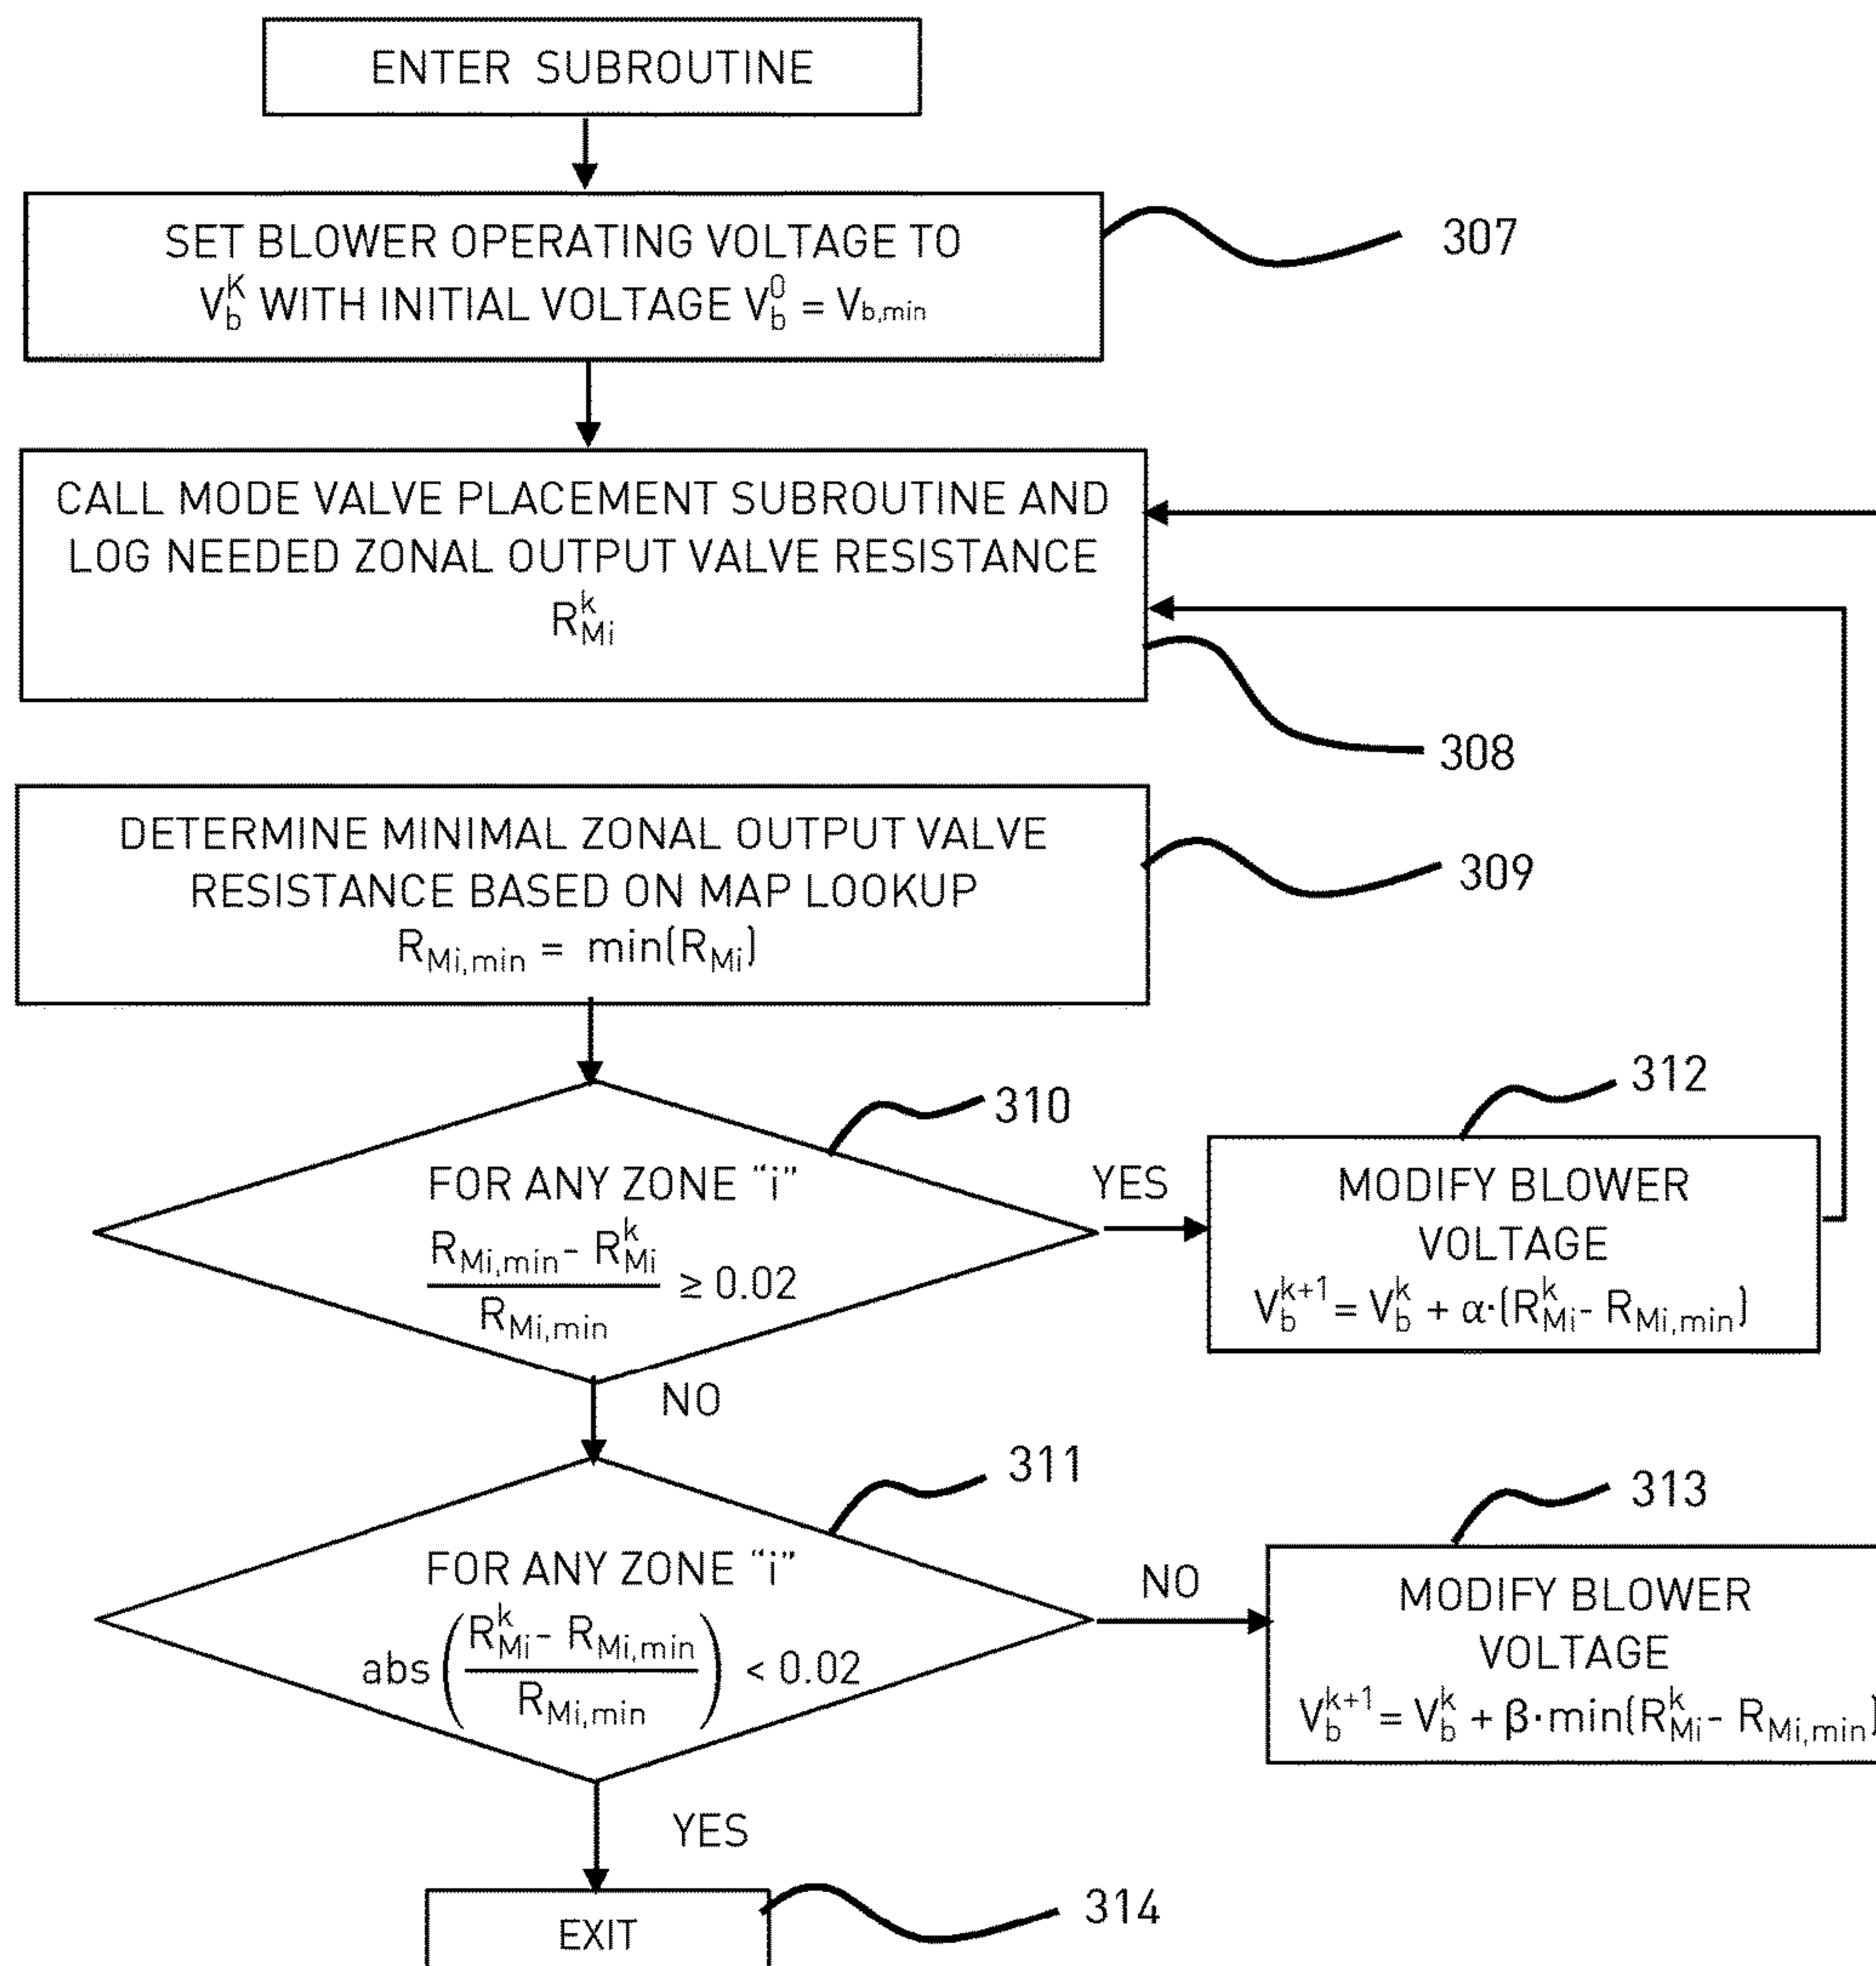 ENTER SUBROUTINE
SET BLOWER OPERATING VOLTAGE TO
V_b^K WITH INITIAL VOLTAGE V_b^0 = V_b,min
307
CALL MODE VALVE PLACEMENT SUBROUTINE AND
LOG NEEDED ZONAL OUTPUT VALVE RESISTANCE
R_Mi^k
308
DETERMINE MINIMAL ZONAL OUTPUT VALVE
RESISTANCE BASED ON MAP LOOKUP
R_Mi,min = min(R_Mi)
309
310
FOR ANY ZONE "i"
R_Mi,min - R_Mi^k
≥ 0.02
R_Mi,min
YES
NO
312
MODIFY BLOWER
VOLTAGE
V_b^k+1 = V_b^k + α·(R_Mi^k - R_Mi,min)
311
FOR ANY ZONE "i"
abs(R_Mi^k - R_Mi,min
R_Mi,min) < 0.02
NO
YES
313
MODIFY BLOWER
VOLTAGE
V_b^k+1 = V_b^k + β·min(R_Mi^k - R_Mi,min)
EXIT
314